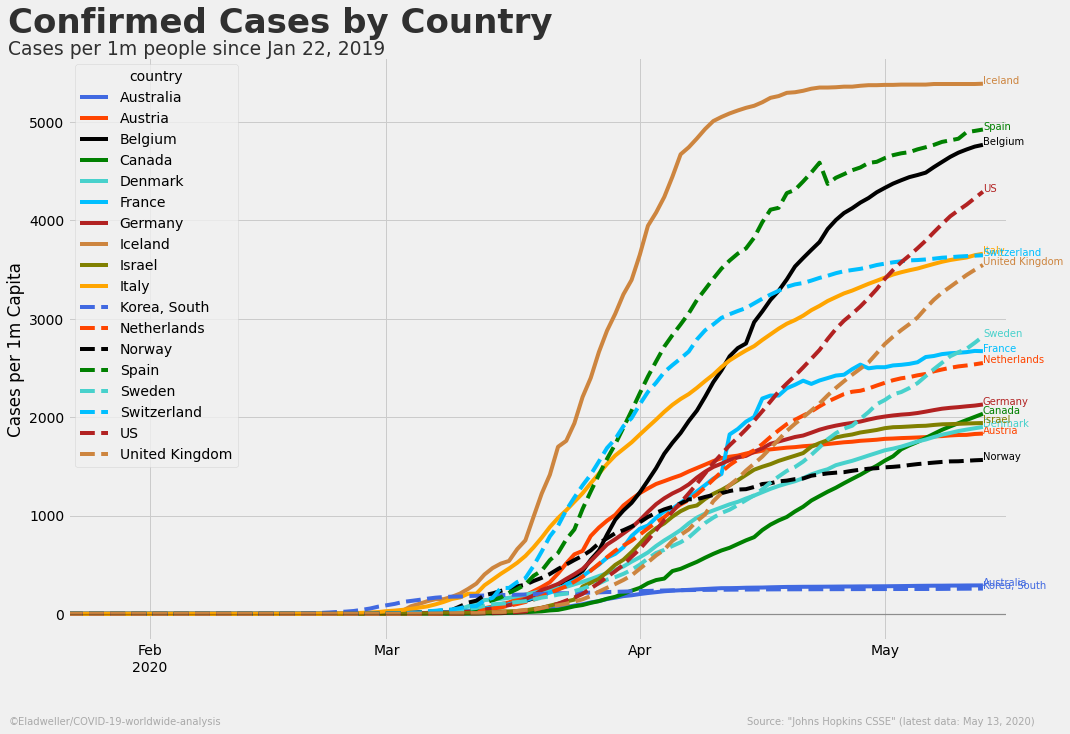 Confirmed Cases by Country
Cases per 1m people since Jan 22, 2019
country
Australia
Austria
Belgium
Canada
Denmark
France
Germany
Iceland
Israel
Italy
Korea, South
Netherlands
Norway
Spain
Sweden
Switzerland
US
United Kingdom
Cases per 1m Capita
5000
4000
3000
2000
1000
0
Iceland
Spain
Belgium
US
Italy
Switzerland
United Kingdom
Sweden
France
Netherlands
Germany
Canada
Israel
Denmark
Austria
Norway
Australia
Korea, South
Feb
2020
Mar
Apr
May
©Eladweller/COVID-19-worldwide-analysis
Source: "Johns Hopkins CSSE" (latest data: May 13, 2020)